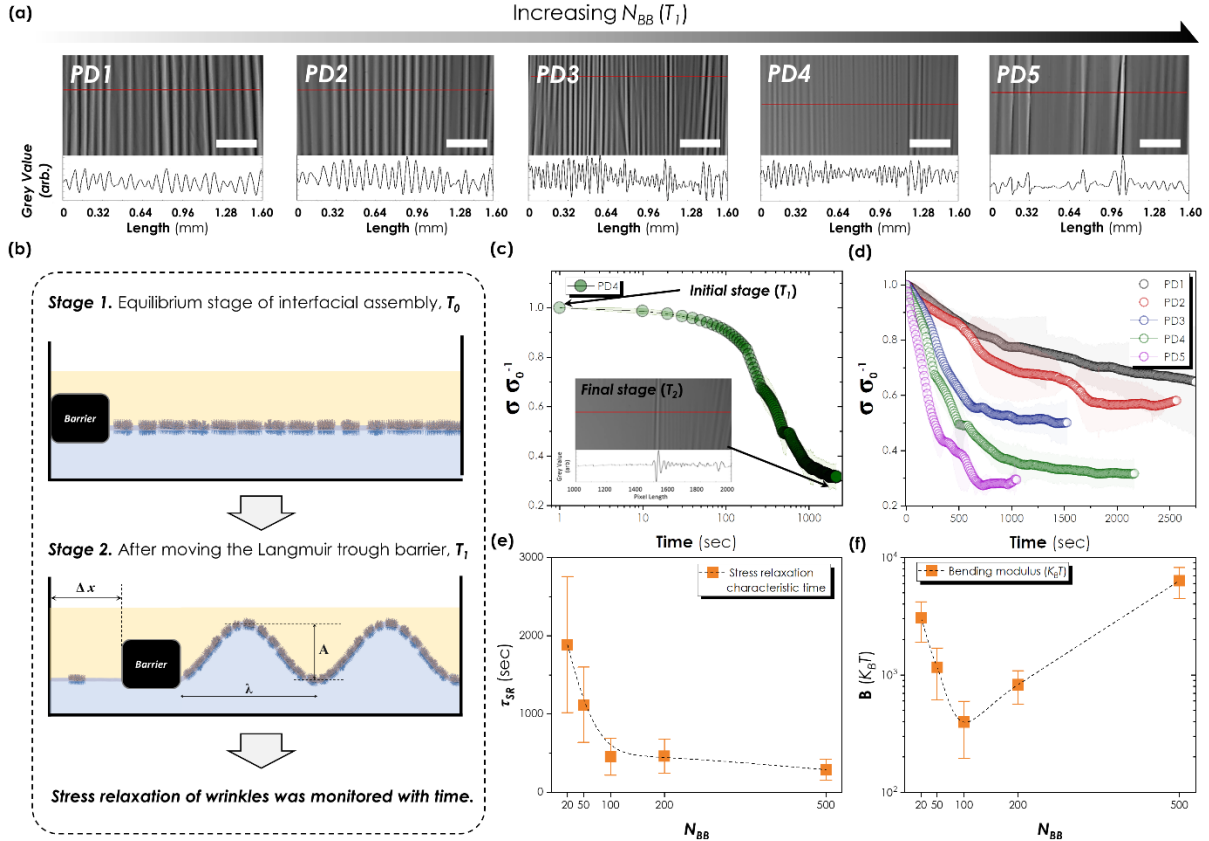 (a)
Increasing N_BB (T_1)
PD1
PD2
PD3
PD4
PD5
Grey Value
(arb.)
0 0.32 0.64 0.96 1.28 1.60
Length (mm)
0 0.32 0.64 0.96 1.28 1.60
Length (mm)
0 0.32 0.64 0.96 1.28 1.60
Length (mm)
0 0.32 0.64 0.96 1.28 1.60
Length (mm)
0 0.32 0.64 0.96 1.28 1.60
Length (mm)
(b)
Stage 1. Equilibrium stage of interfacial assembly, T_0
Barrier
Stage 2. After moving the Langmuir trough barrier, T_1
Δ x
Barrier
A
λ
Stress relaxation of wrinkles was monitored with time.
(c)
PD4
Initial stage (T_1)
Final stage (T_2)
Grey Value
(arb)
1000 1200 1400 1600 1800 2000
Pixel Length
σ σ_0^-1
1.0
0.8
0.6
0.4
0.2
1 10 100 1000
Time (sec)
(d)
PD1
PD2
PD3
PD4
PD5
σ σ_0^-1
1.0
0.8
0.6
0.4
0.2
0 500 1000 1500 2000 2500
Time (sec)
(e)
Stress relaxation
characteristic time
τ_SR (sec)
3000
2000
1000
0
20 50 100 200 500
N_BB
(f)
Bending modulus (K_BT)
B (K_BT)
10^4
10^3
10^2
20 50 100 200 500
N_BB